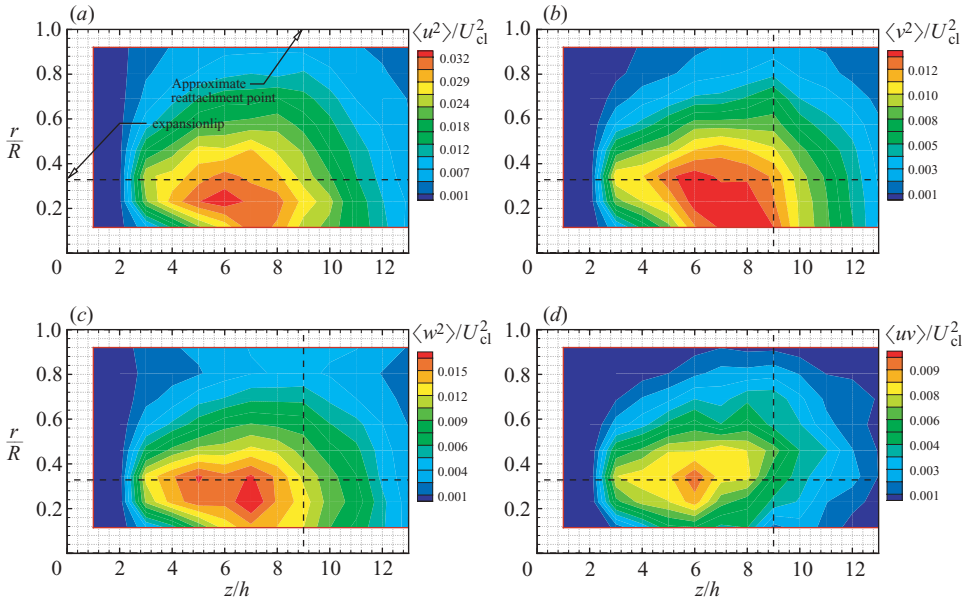 (a)
⟨u²⟩/U²cl
1.0
0.8
0.6
0.4
0.2
0
r/R
Approximate
reattachment point
expansionlip
0.032
0.029
0.024
0.018
0.012
0.007
0.001
2 4 6 8 10 12
(b)
⟨v²⟩/U²cl
1.0
0.8
0.6
0.4
0.2
0
0.012
0.010
0.008
0.006
0.003
0.001
2 4 6 8 10 12
(c)
⟨w²⟩/U²cl
1.0
0.8
0.6
0.4
0.2
0
r/R
0.015
0.012
0.009
0.006
0.004
0.001
2 4 6 8 10 12
z/h
(d)
⟨uv⟩/U²cl
1.0
0.8
0.6
0.4
0.2
0
0.009
0.007
0.006
0.004
0.003
0.001
2 4 6 8 10 12
z/h